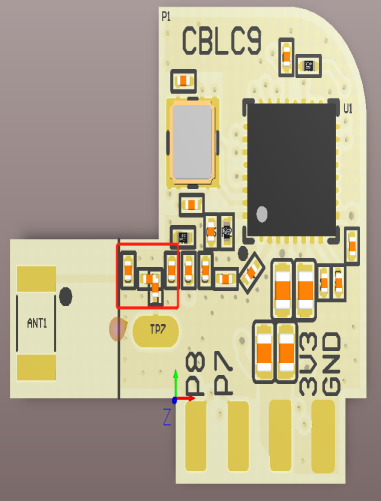 P1
CBLC9
U1
ANT1
TP7
P8
P7
3V3
GND
Z